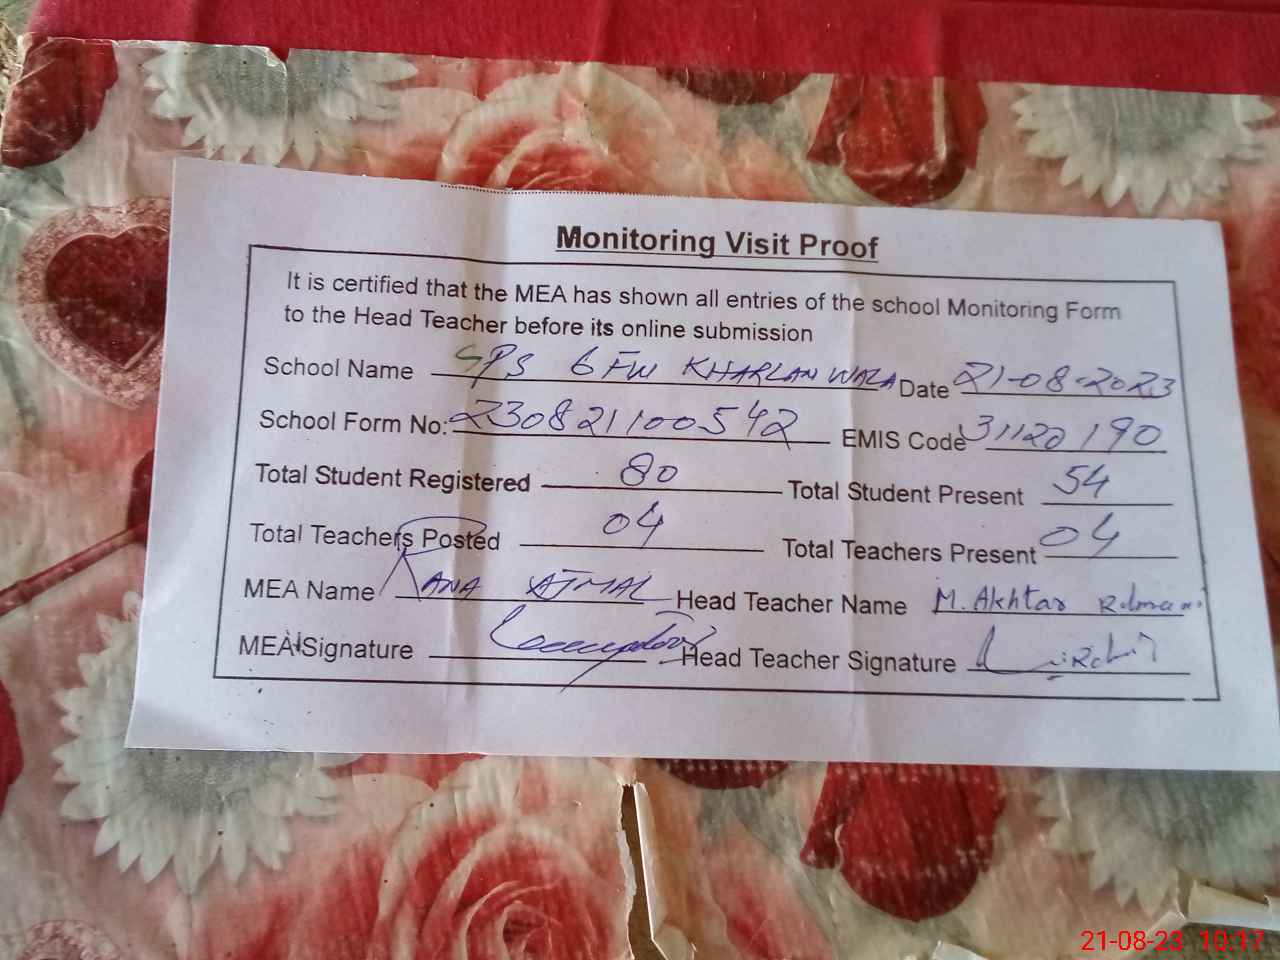 Monitoring Visit Proof
It is certified that the MEA has shown all entries of the school Monitoring Form
to the Head Teacher before its online submission
School Name GPS 6 FW KHARLAN WALA Date 21-08-2023
School Form No: 230821100542 EMIS Code 31120190
Total Student Registered 80 Total Student Present 54
Total Teachers Posted 04 Total Teachers Present 04
MEA Name RANA AJMAL Head Teacher Name M. Akhtar
MEA Signature Head Teacher Signature
21-08-23 10:17